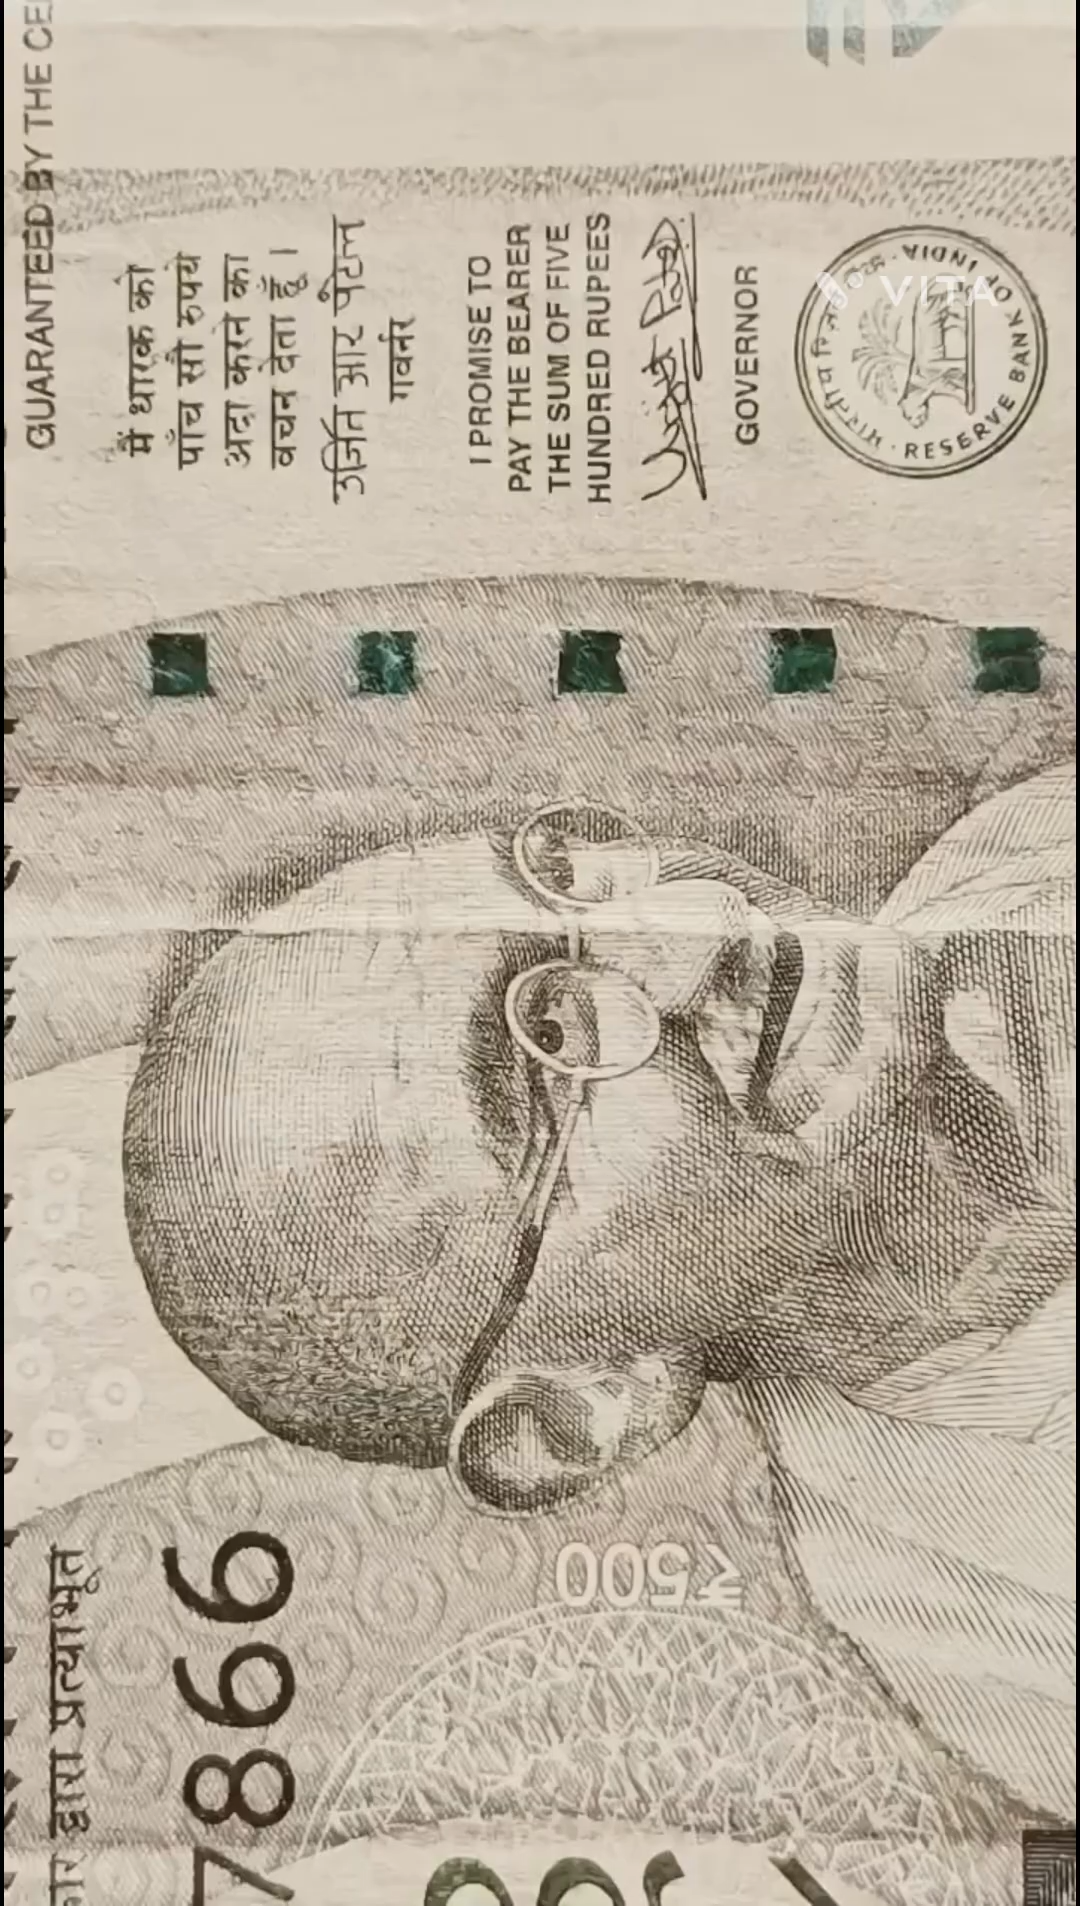 GUARANTEED BY THE CE
मैं धारक को
पाँच सौ रुपये
अदा करने का
वचन देता हूँ ।
उर्जित आर पटेल
गवर्नर
I PROMISE TO
PAY THE BEARER
THE SUM OF FIVE
HUNDRED RUPEES
GOVERNOR
भारतीय रिज़र्व बैंक · RESERVE BANK OF INDIA
VITA
द्वारा प्रत्याभूत
7866
₹500